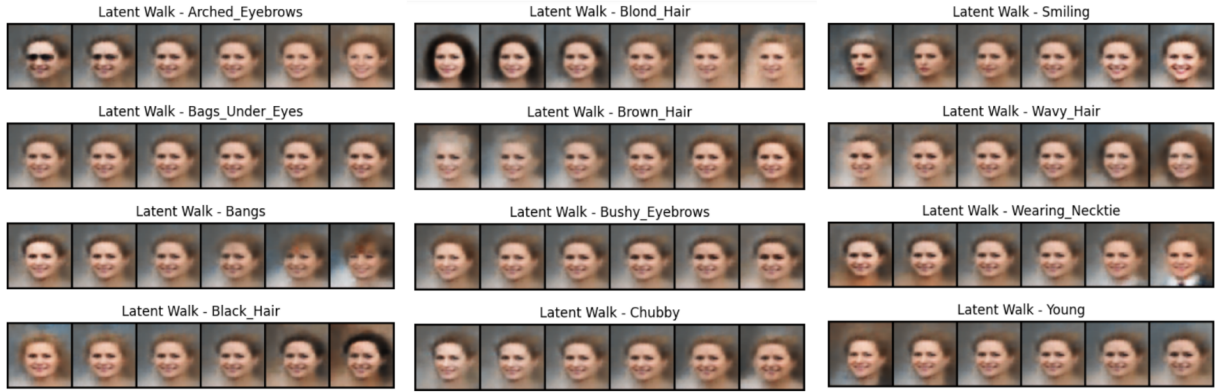 Latent Walk - Arched_Eyebrows
Latent Walk - Bags_Under_Eyes
Latent Walk - Bangs
Latent Walk - Black_Hair
Latent Walk - Blond_Hair
Latent Walk - Brown_Hair
Latent Walk - Bushy_Eyebrows
Latent Walk - Chubby
Latent Walk - Smiling
Latent Walk - Wavy_Hair
Latent Walk - Wearing_Necktie
Latent Walk - Young